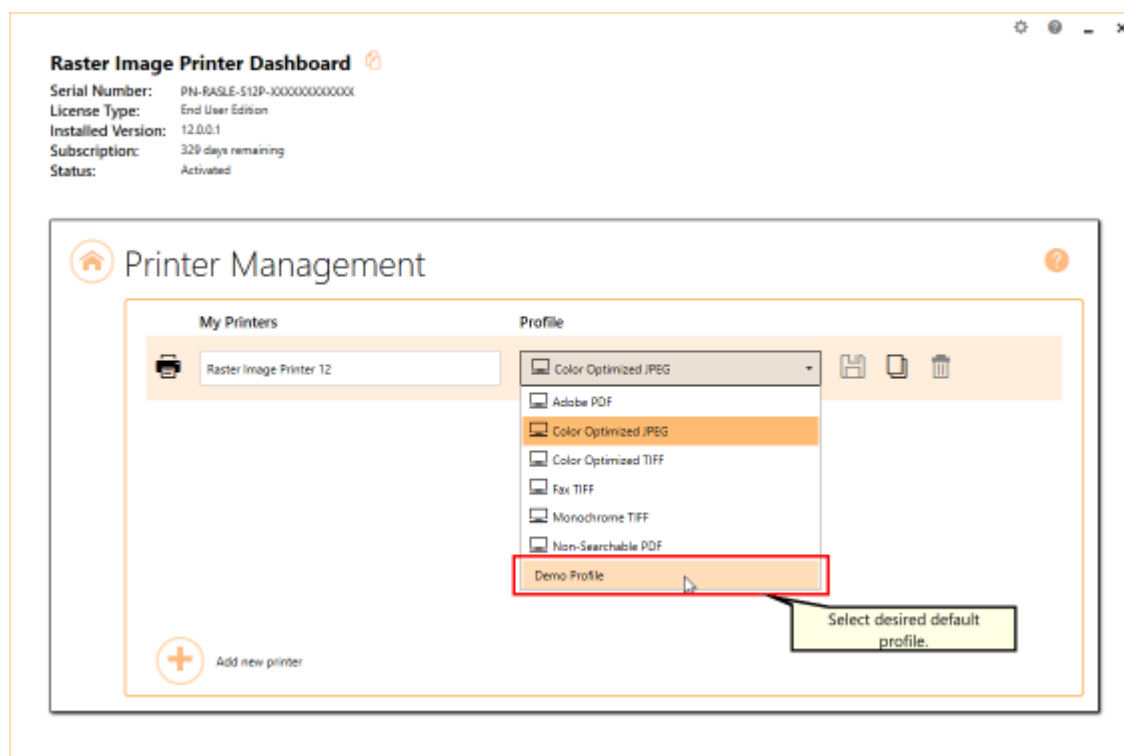 Raster Image Printer Dashboard
Serial Number: PN-RASLE-S12P-XXXXXXXXXXXX
License Type: End User Edition
Installed Version: 12.0.0.1
Subscription: 329 days remaining
Status: Activated
Printer Management
My Printers Profile
Raster Image Printer 12 Color Optimized JPEG
Adobe PDF
Color Optimized JPEG
Color Optimized TIFF
Fax TIFF
Monochrome TIFF
Non-Searchable PDF
Demo Profile
Select desired default
profile.
Add new printer